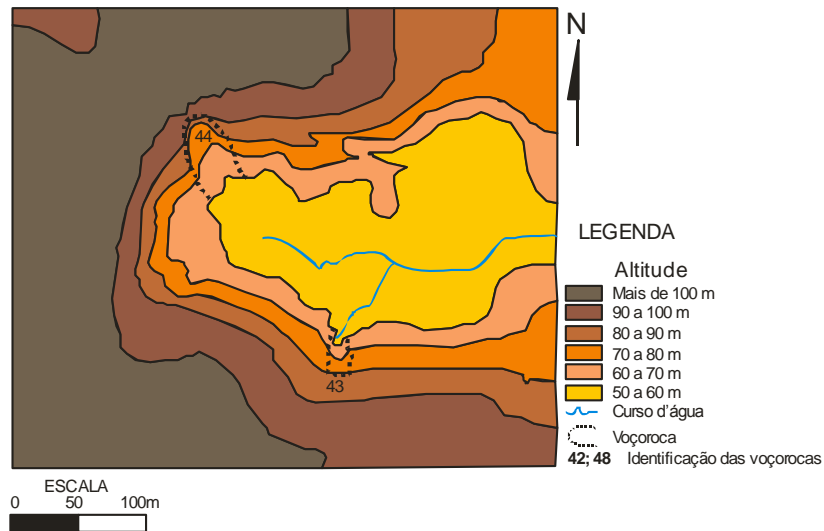 N
44
43
LEGENDA
Altitude
Mais de 100 m
90 a 100 m
80 a 90 m
70 a 80 m
60 a 70 m
50 a 60 m
Curso d'água
Voçoroca
42; 48 Identificação das voçorocas
ESCALA
0 50 100m